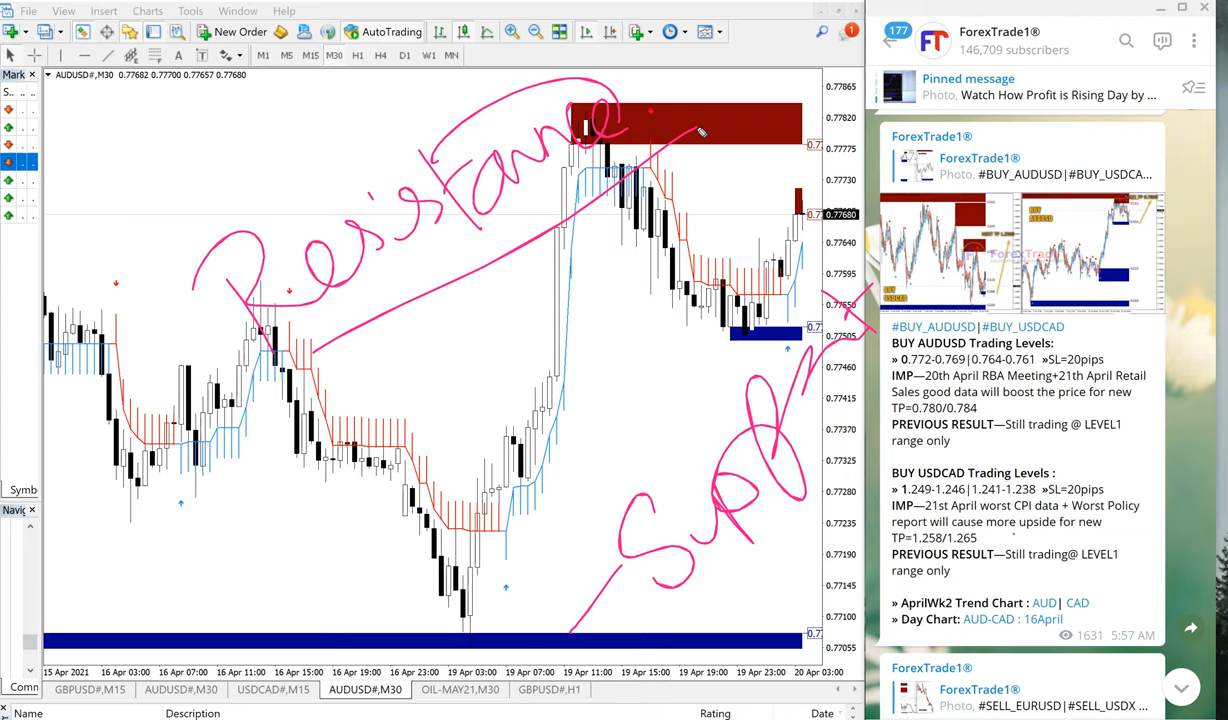 File View Insert Charts Tools Window Help
New Order AutoTrading
M1 M5 M15 M30 H1 H4 D1 W1 MN
Mark
S...
AUDUSD#,M30 0.77682 0.77700 0.77657 0.77680
0.77865
0.77820
0.77775
0.77730
0.77680
0.77640
0.77595
0.77550
0.77505
0.77460
0.77415
0.77370
0.77325
0.77280
0.77235
0.77190
0.77145
0.77100
0.77055
Resistance
Support
Symb
Navig
Comn
15 Apr 2021 16 Apr 03:00 16 Apr 07:00 16 Apr 11:00 16 Apr 15:00 16 Apr 19:00 16 Apr 23:00 19 Apr 03:00 19 Apr 07:00 19 Apr 11:00 19 Apr 15:00 19 Apr 19:00 19 Apr 23:00 20 Apr 03:00
GBPUSD#,M15 AUDUSD#,M30 USDCAD#,M15 AUDUSD#,M30 OIL-MAY21,M30 GBPUSD#,H1
Name Description Rating Date
177
FT
ForexTrade1®
146,709 subscribers
1
Pinned message
Photo, Watch How Profit is Rising Day by ...
ForexTrade1®
ForexTrade1®
Photo, #BUY_AUDUSD|#BUY_USDCA...
BUY
USDCAD
BUY
AUDUSD
#BUY_AUDUSD|#BUY_USDCAD
BUY AUDUSD Trading Levels:
» 0.772-0.769|0.764-0.761 »SL=20pips
IMP—20th April RBA Meeting+21th April Retail
Sales good data will boost the price for new
TP=0.780/0.784
PREVIOUS RESULT—Still trading @ LEVEL1
range only
BUY USDCAD Trading Levels :
» 1.249-1.246|1.241-1.238 »SL=20pips
IMP—21st April worst CPI data + Worst Policy
report will cause more upside for new
TP=1.258/1.265
PREVIOUS RESULT—Still trading@ LEVEL1
range only
» AprilWk2 Trend Chart : AUD| CAD
» Day Chart: AUD-CAD : 16April
1631 5:57 AM
ForexTrade1®
ForexTrade1®
Photo, #SELL_EURUSD|#SELL_USDX ...